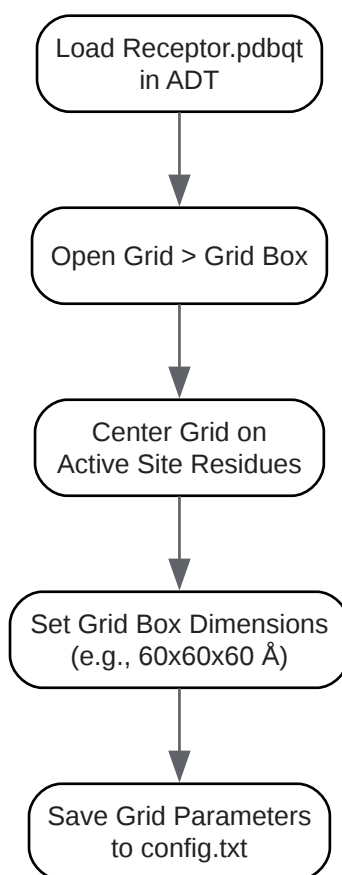 Load Receptor.pdbqt
in ADT
Open Grid > Grid Box
Center Grid on
Active Site Residues
Set Grid Box Dimensions
(e.g., 60x60x60 Å)
Save Grid Parameters
to config.txt